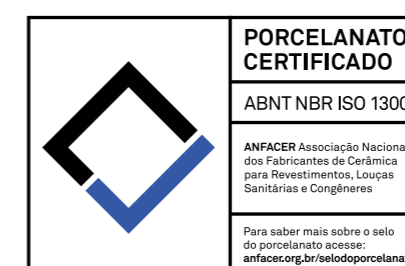 PORCELANATO
CERTIFICADO
ABNT NBR ISO 1300
ANFACER Associação Naciona
dos Fabricantes de Cerâmica
para Revestimentos, Louças
Sanitárias e Congêneres
Para saber mais sobre o selo
do porcelanato acesse:
anfacer.org.br/selodoporcelanat